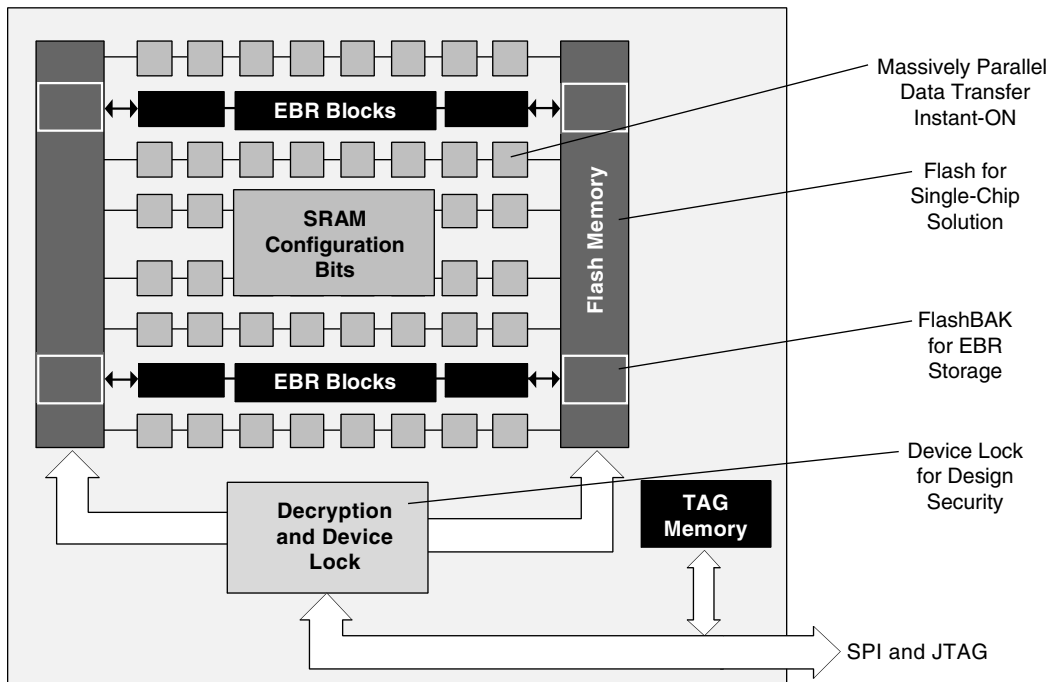 EBR Blocks
SRAM
Configuration
Bits
EBR Blocks
Flash Memory
Decryption
and Device
Lock
TAG
Memory
Massively Parallel
Data Transfer
Instant-ON
Flash for
Single-Chip
Solution
FlashBAK
for EBR
Storage
Device Lock
for Design
Security
SPI and JTAG